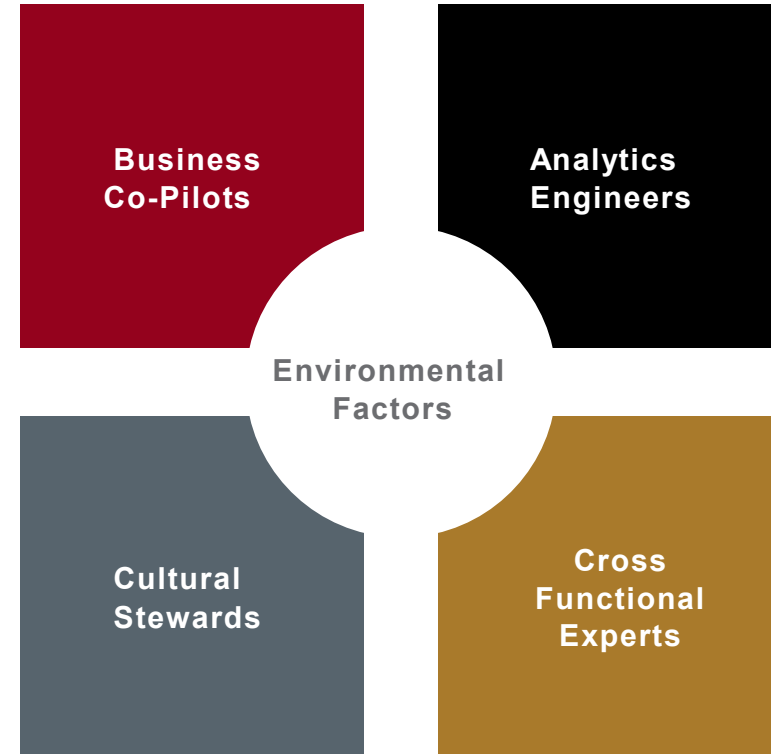 Business
Co-Pilots
Analytics
Engineers
Environmental
Factors
Cultural
Stewards
Cross
Functional
Experts